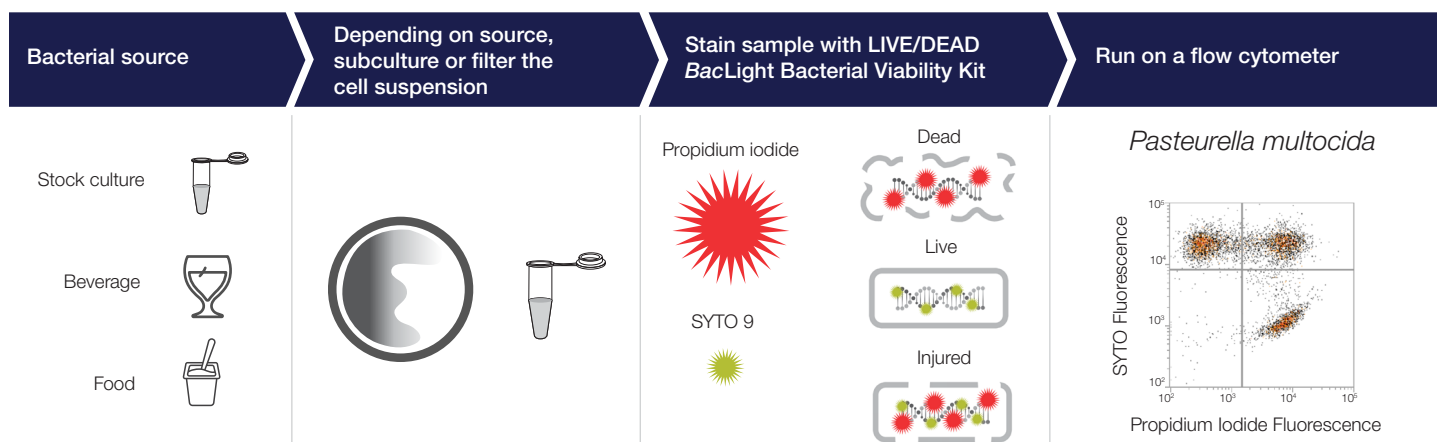 Bacterial source
Depending on source,
subculture or filter the
cell suspension
Stain sample with LIVE/DEAD
BacLight Bacterial Viability Kit
Run on a flow cytometer
Stock culture
Beverage
Food
Propidium iodide
SYTO 9
Dead
Live
Injured
Pasteurella multocida
SYTO Fluorescence
10⁵
10⁴
10³
10²
10² 10³ 10⁴ 10⁵
Propidium Iodide Fluorescence